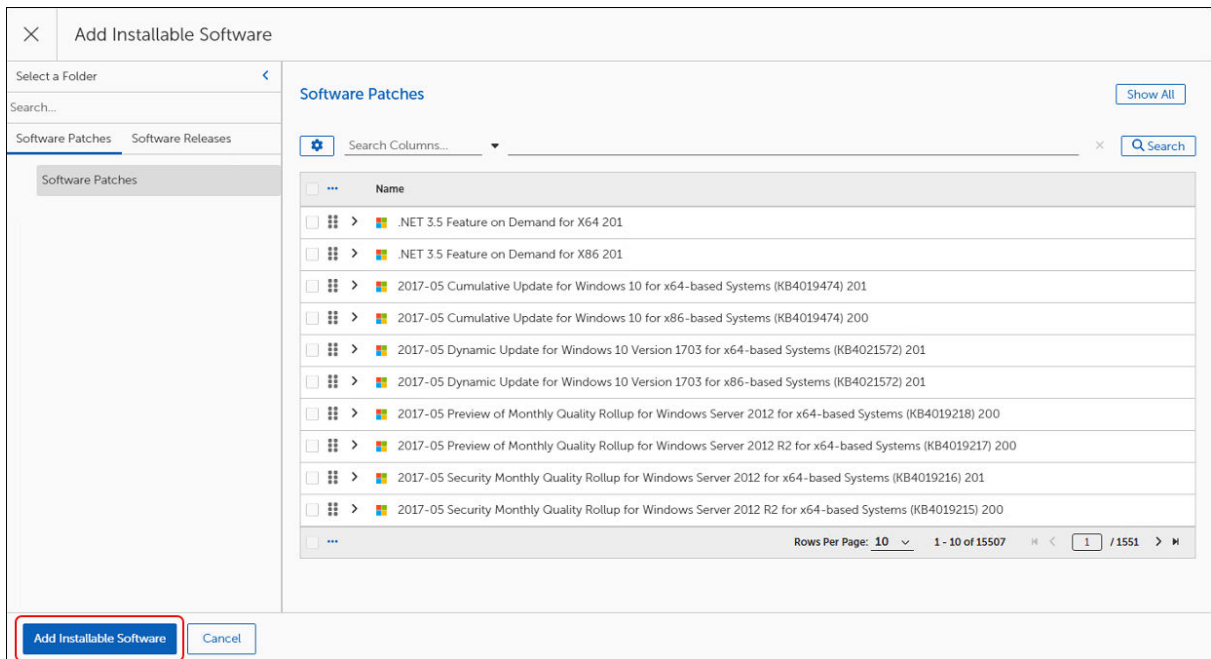 Add Installable Software
Select a Folder
Search...
Software Patches Software Releases
Software Patches
Software Patches
Show All
Search Columns...
Search
Name
.NET 3.5 Feature on Demand for X64 201
.NET 3.5 Feature on Demand for X86 201
2017-05 Cumulative Update for Windows 10 for x64-based Systems (KB4019474) 201
2017-05 Cumulative Update for Windows 10 for x86-based Systems (KB4019474) 200
2017-05 Dynamic Update for Windows 10 Version 1703 for x64-based Systems (KB4021572) 201
2017-05 Dynamic Update for Windows 10 Version 1703 for x86-based Systems (KB4021572) 201
2017-05 Preview of Monthly Quality Rollup for Windows Server 2012 for x64-based Systems (KB4019218) 200
2017-05 Preview of Monthly Quality Rollup for Windows Server 2012 R2 for x64-based Systems (KB4019217) 200
2017-05 Security Monthly Quality Rollup for Windows Server 2012 for x64-based Systems (KB4019216) 201
2017-05 Security Monthly Quality Rollup for Windows Server 2012 R2 for x64-based Systems (KB4019215) 200
Rows Per Page: 10 1 - 10 of 15507 1 / 1551
Add Installable Software Cancel